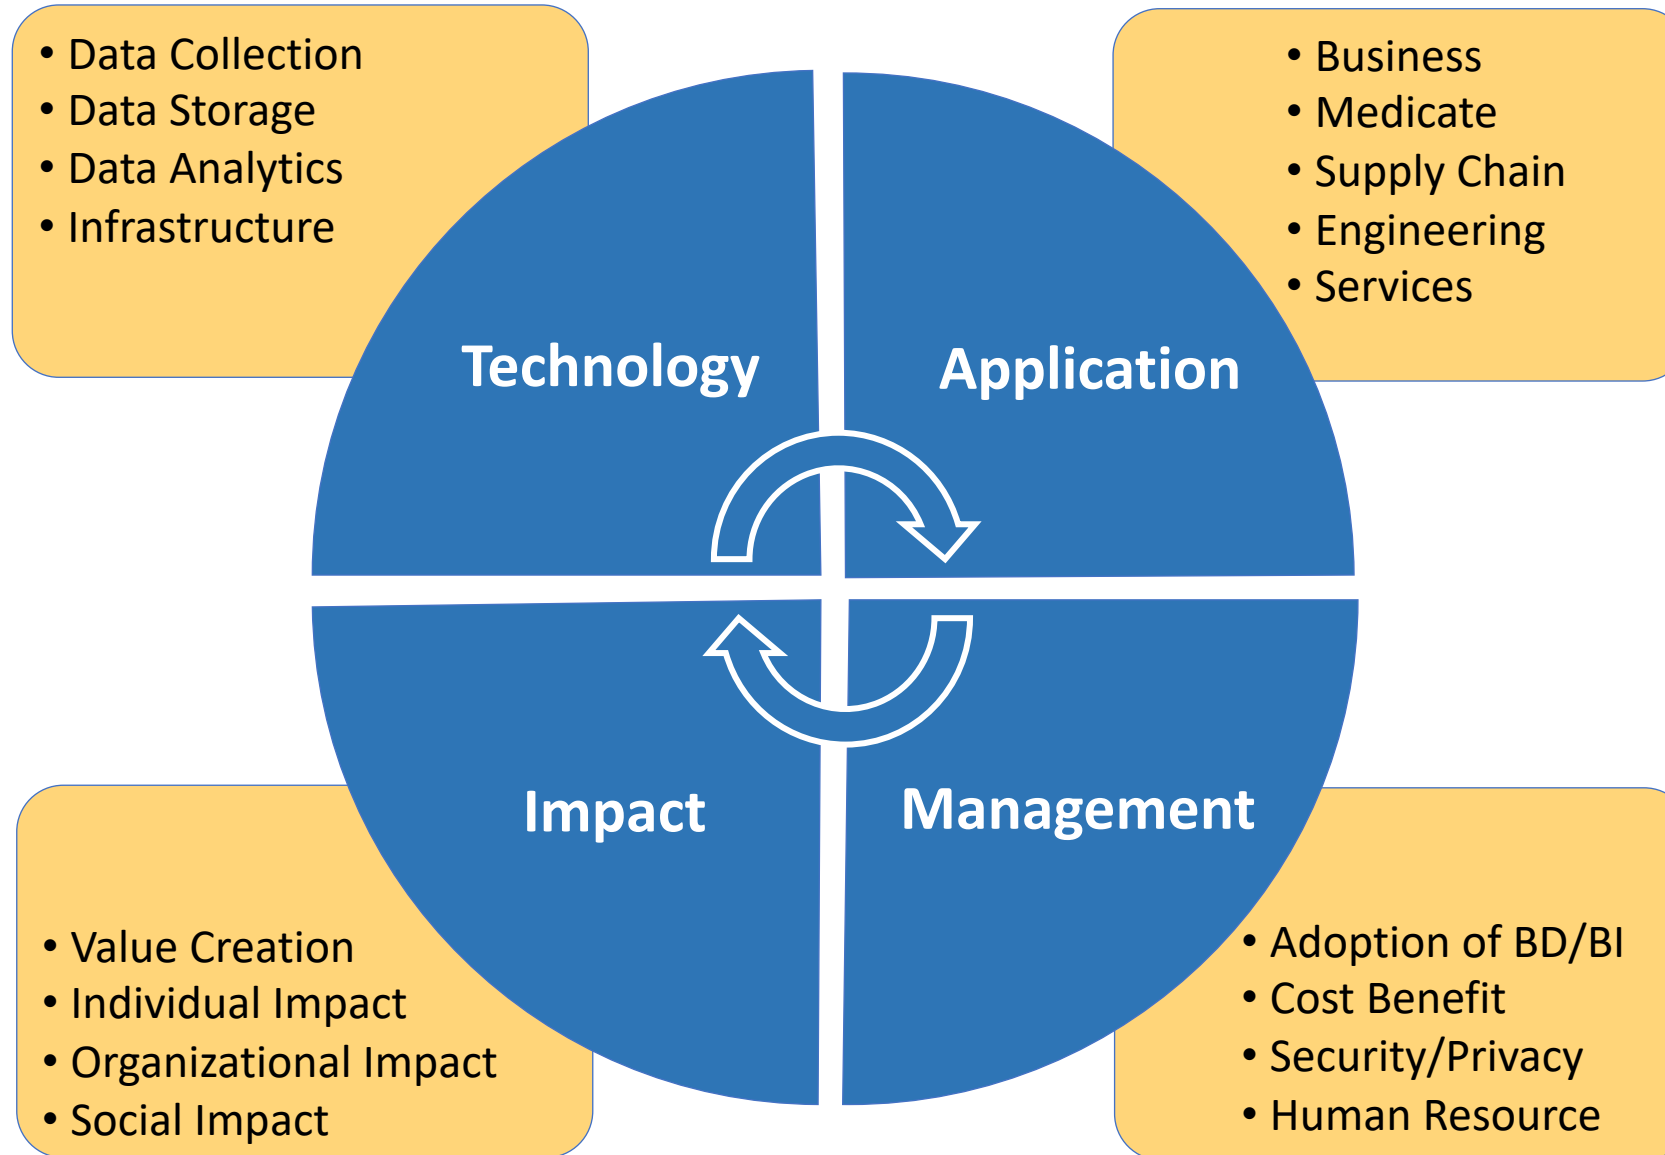 • Data Collection
• Data Storage
• Data Analytics
• Infrastructure
• Business
• Medicate
• Supply Chain
• Engineering
• Services
Technology
Application
Impact
Management
• Value Creation
• Individual Impact
• Organizational Impact
• Social Impact
• Adoption of BD/BI
• Cost Benefit
• Security/Privacy
• Human Resource